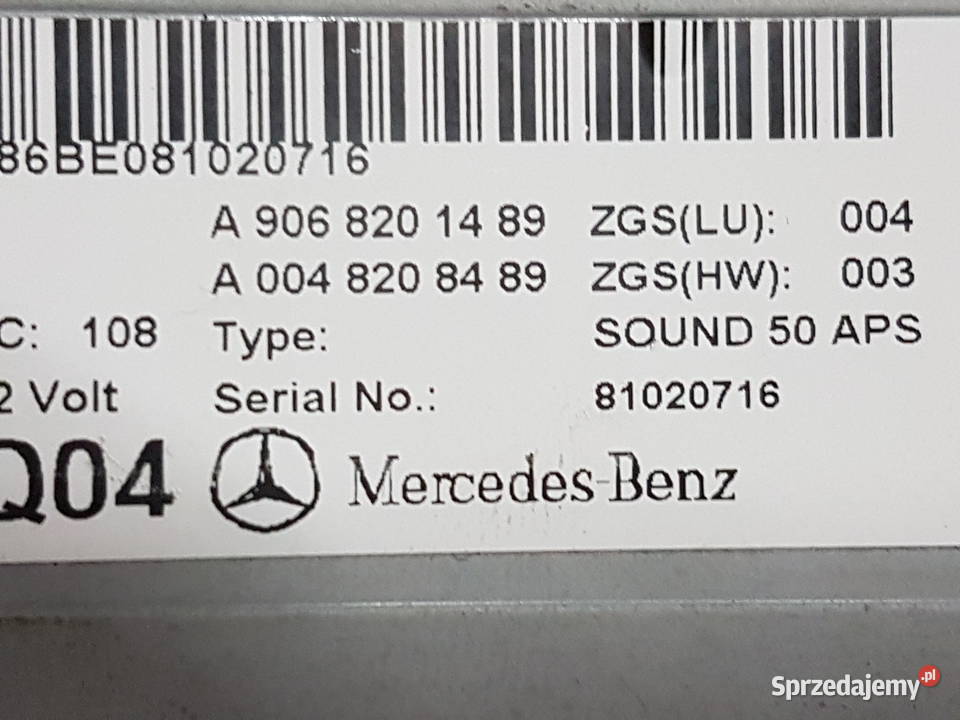 86BE081020716
A 906 820 14 89 ZGS(LU): 004
A 004 820 84 89 ZGS(HW): 003
C: 108 Type: SOUND 50 APS
2 Volt Serial No.: 81020716
Q04 Mercedes-Benz
Sprzedajemy.pl